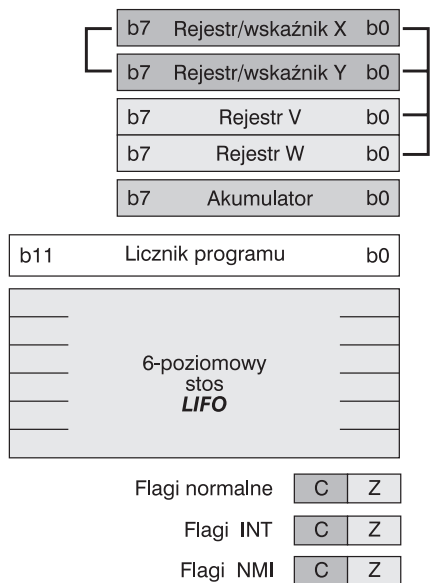 b7 Rejestr/wskaźnik X b0
b7 Rejestr/wskaźnik Y b0
b7 Rejestr V b0
b7 Rejestr W b0
b7 Akumulator b0
b11 Licznik programu b0
6-poziomowy
stos
LIFO
Flagi normalne C Z
Flagi INT C Z
Flagi NMI C Z